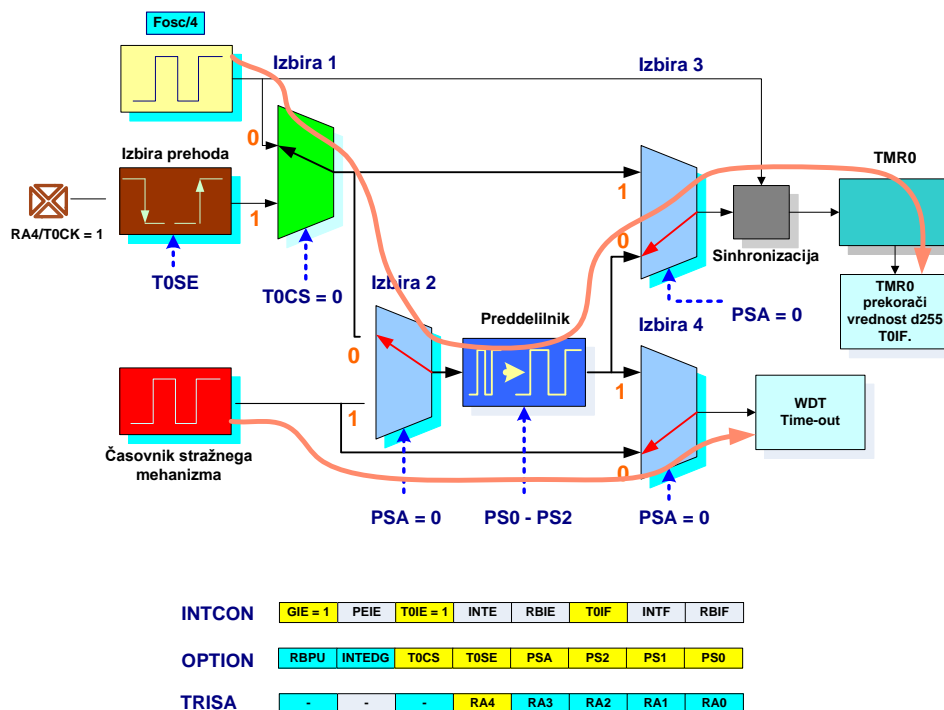 Fosc/4
Izbira 1
Izbira 3
0
Izbira prehoda
1
TMR0
1
RA4/T0CK = 1
0
Sinhronizacija
T0SE
T0CS = 0
Izbira 2
Preddelilnik
Izbira 4
PSA = 0
TMR0
prekorači
vrednost d255
T0IF.
0
1
1
WDT
Time-out
Časovnik stražnega
mehanizma
0
PSA = 0
PS0 - PS2
PSA = 0
INTCON GIE = 1 PEIE T0IE = 1 INTE RBIE T0IF INTF RBIF
OPTION RBPU INTEDG T0CS T0SE PSA PS2 PS1 PS0
TRISA - - - RA4 RA3 RA2 RA1 RA0